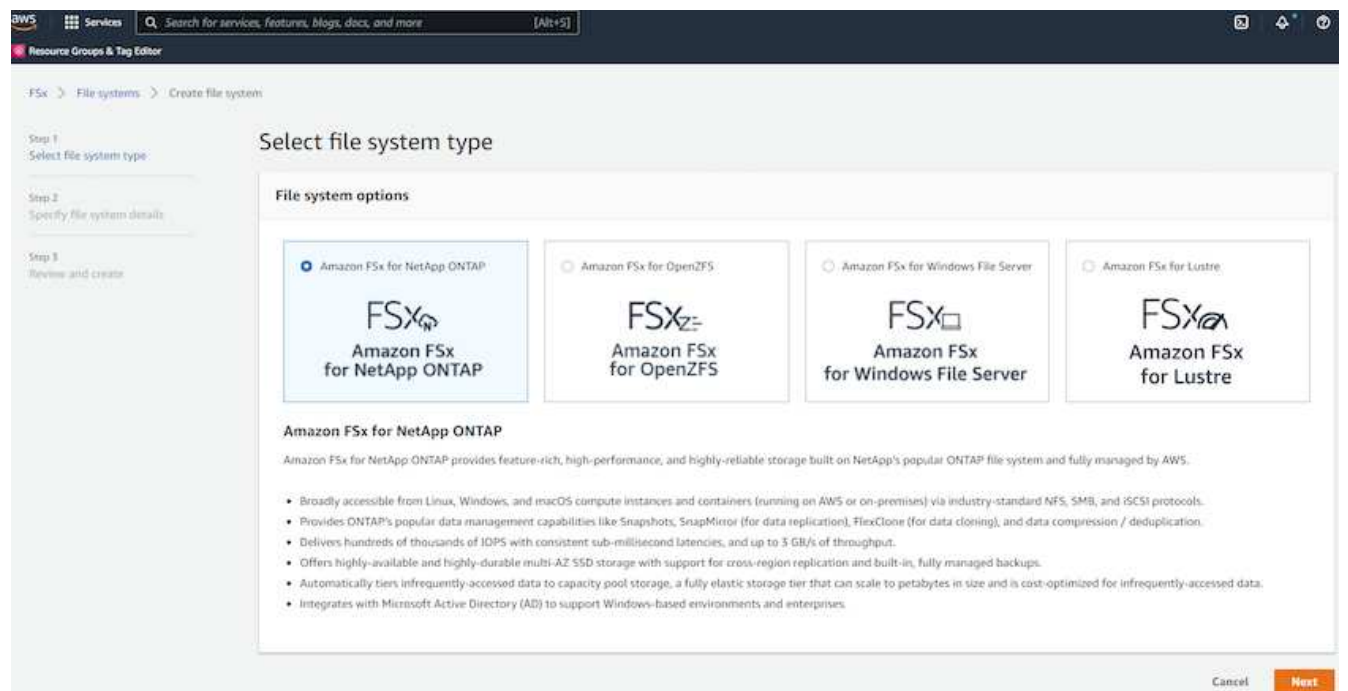 aws
Services
Search for services, features, blogs, docs, and more
[Alt+S]
Resource Groups & Tag Editor
FSx > File systems > Create file system
Step 1
Select file system type
Step 2
Specify file system details
Step 3
Review and create
Select file system type
File system options
Amazon FSx for NetApp ONTAP
Amazon FSx for OpenZFS
Amazon FSx for Windows File Server
Amazon FSx for Lustre
FSx N
Amazon FSx
for NetApp ONTAP
FSx Z
Amazon FSx
for OpenZFS
FSx
Amazon FSx
for Windows File Server
FSx
Amazon FSx
for Lustre
Amazon FSx for NetApp ONTAP
Amazon FSx for NetApp ONTAP provides feature-rich, high-performance, and highly-reliable storage built on NetApp's popular ONTAP file system and fully managed by AWS.
• Broadly accessible from Linux, Windows, and macOS compute instances and containers (running on AWS or on-premises) via industry-standard NFS, SMB, and iSCSI protocols.
• Provides ONTAP's popular data management capabilities like Snapshots, SnapMirror (for data replication), FlexClone (for data cloning), and data compression / deduplication.
• Delivers hundreds of thousands of IOPS with consistent sub-millisecond latencies, and up to 3 GB/s of throughput.
• Offers highly-available and highly-durable multi-AZ SSD storage with support for cross-region replication and built-in, fully managed backups.
• Automatically tiers infrequently-accessed data to capacity pool storage, a fully elastic storage tier that can scale to petabytes in size and is cost-optimized for infrequently-accessed data.
• Integrates with Microsoft Active Directory (AD) to support Windows-based environments and enterprises.
Cancel
Next